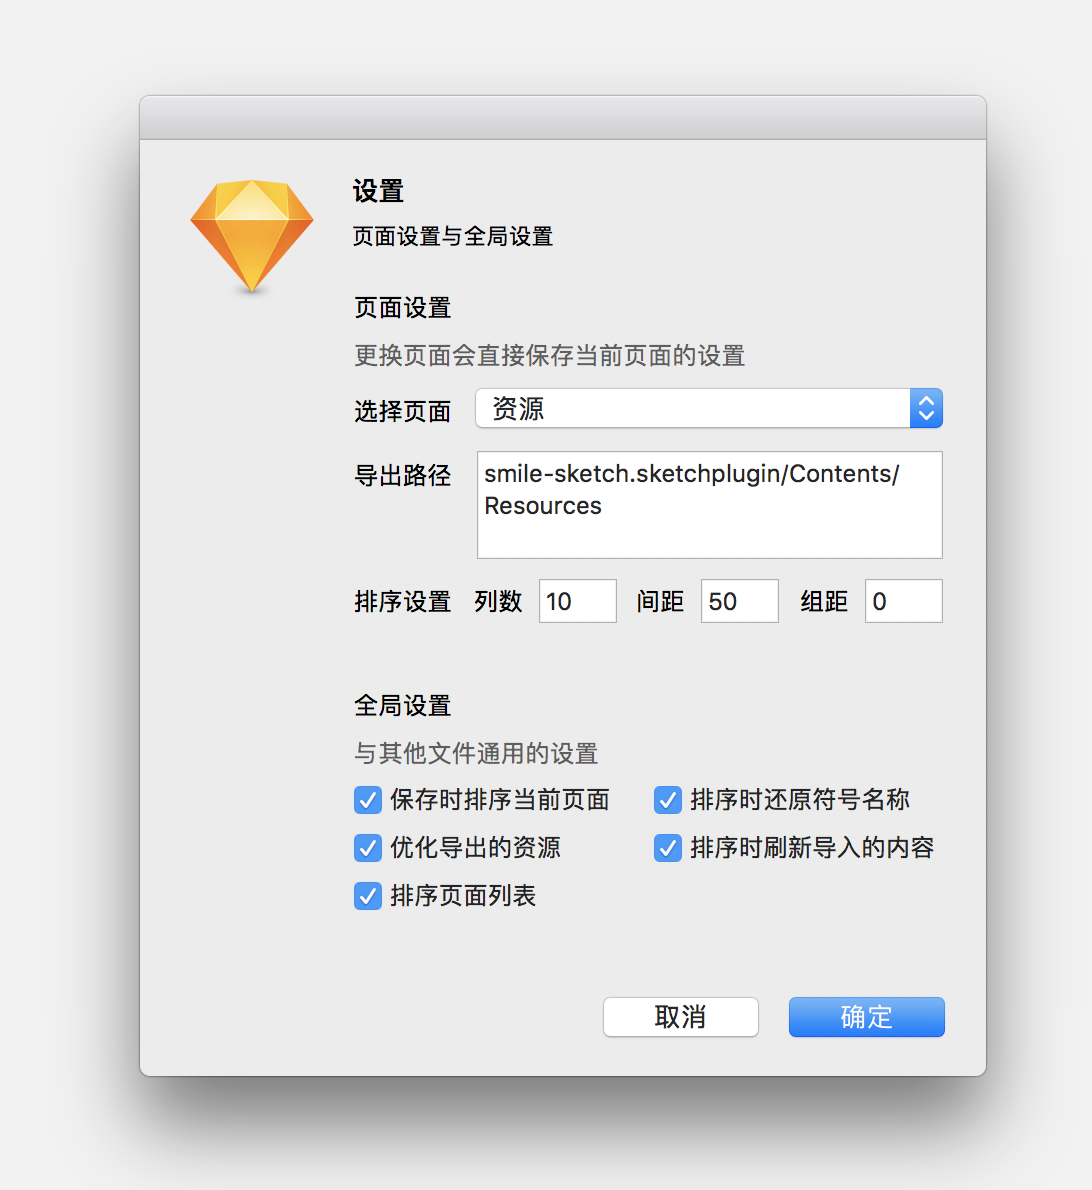 设置
页面设置与全局设置
页面设置
更换页面会直接保存当前页面的设置
选择页面 资源
导出路径 smile-sketch.sketchplugin/Contents/
Resources
排序设置 列数 10 间距 50 组距 0
全局设置
与其他文件通用的设置
保存时排序当前页面 排序时还原符号名称
优化导出的资源 排序时刷新导入的内容
排序页面列表
取消 确定